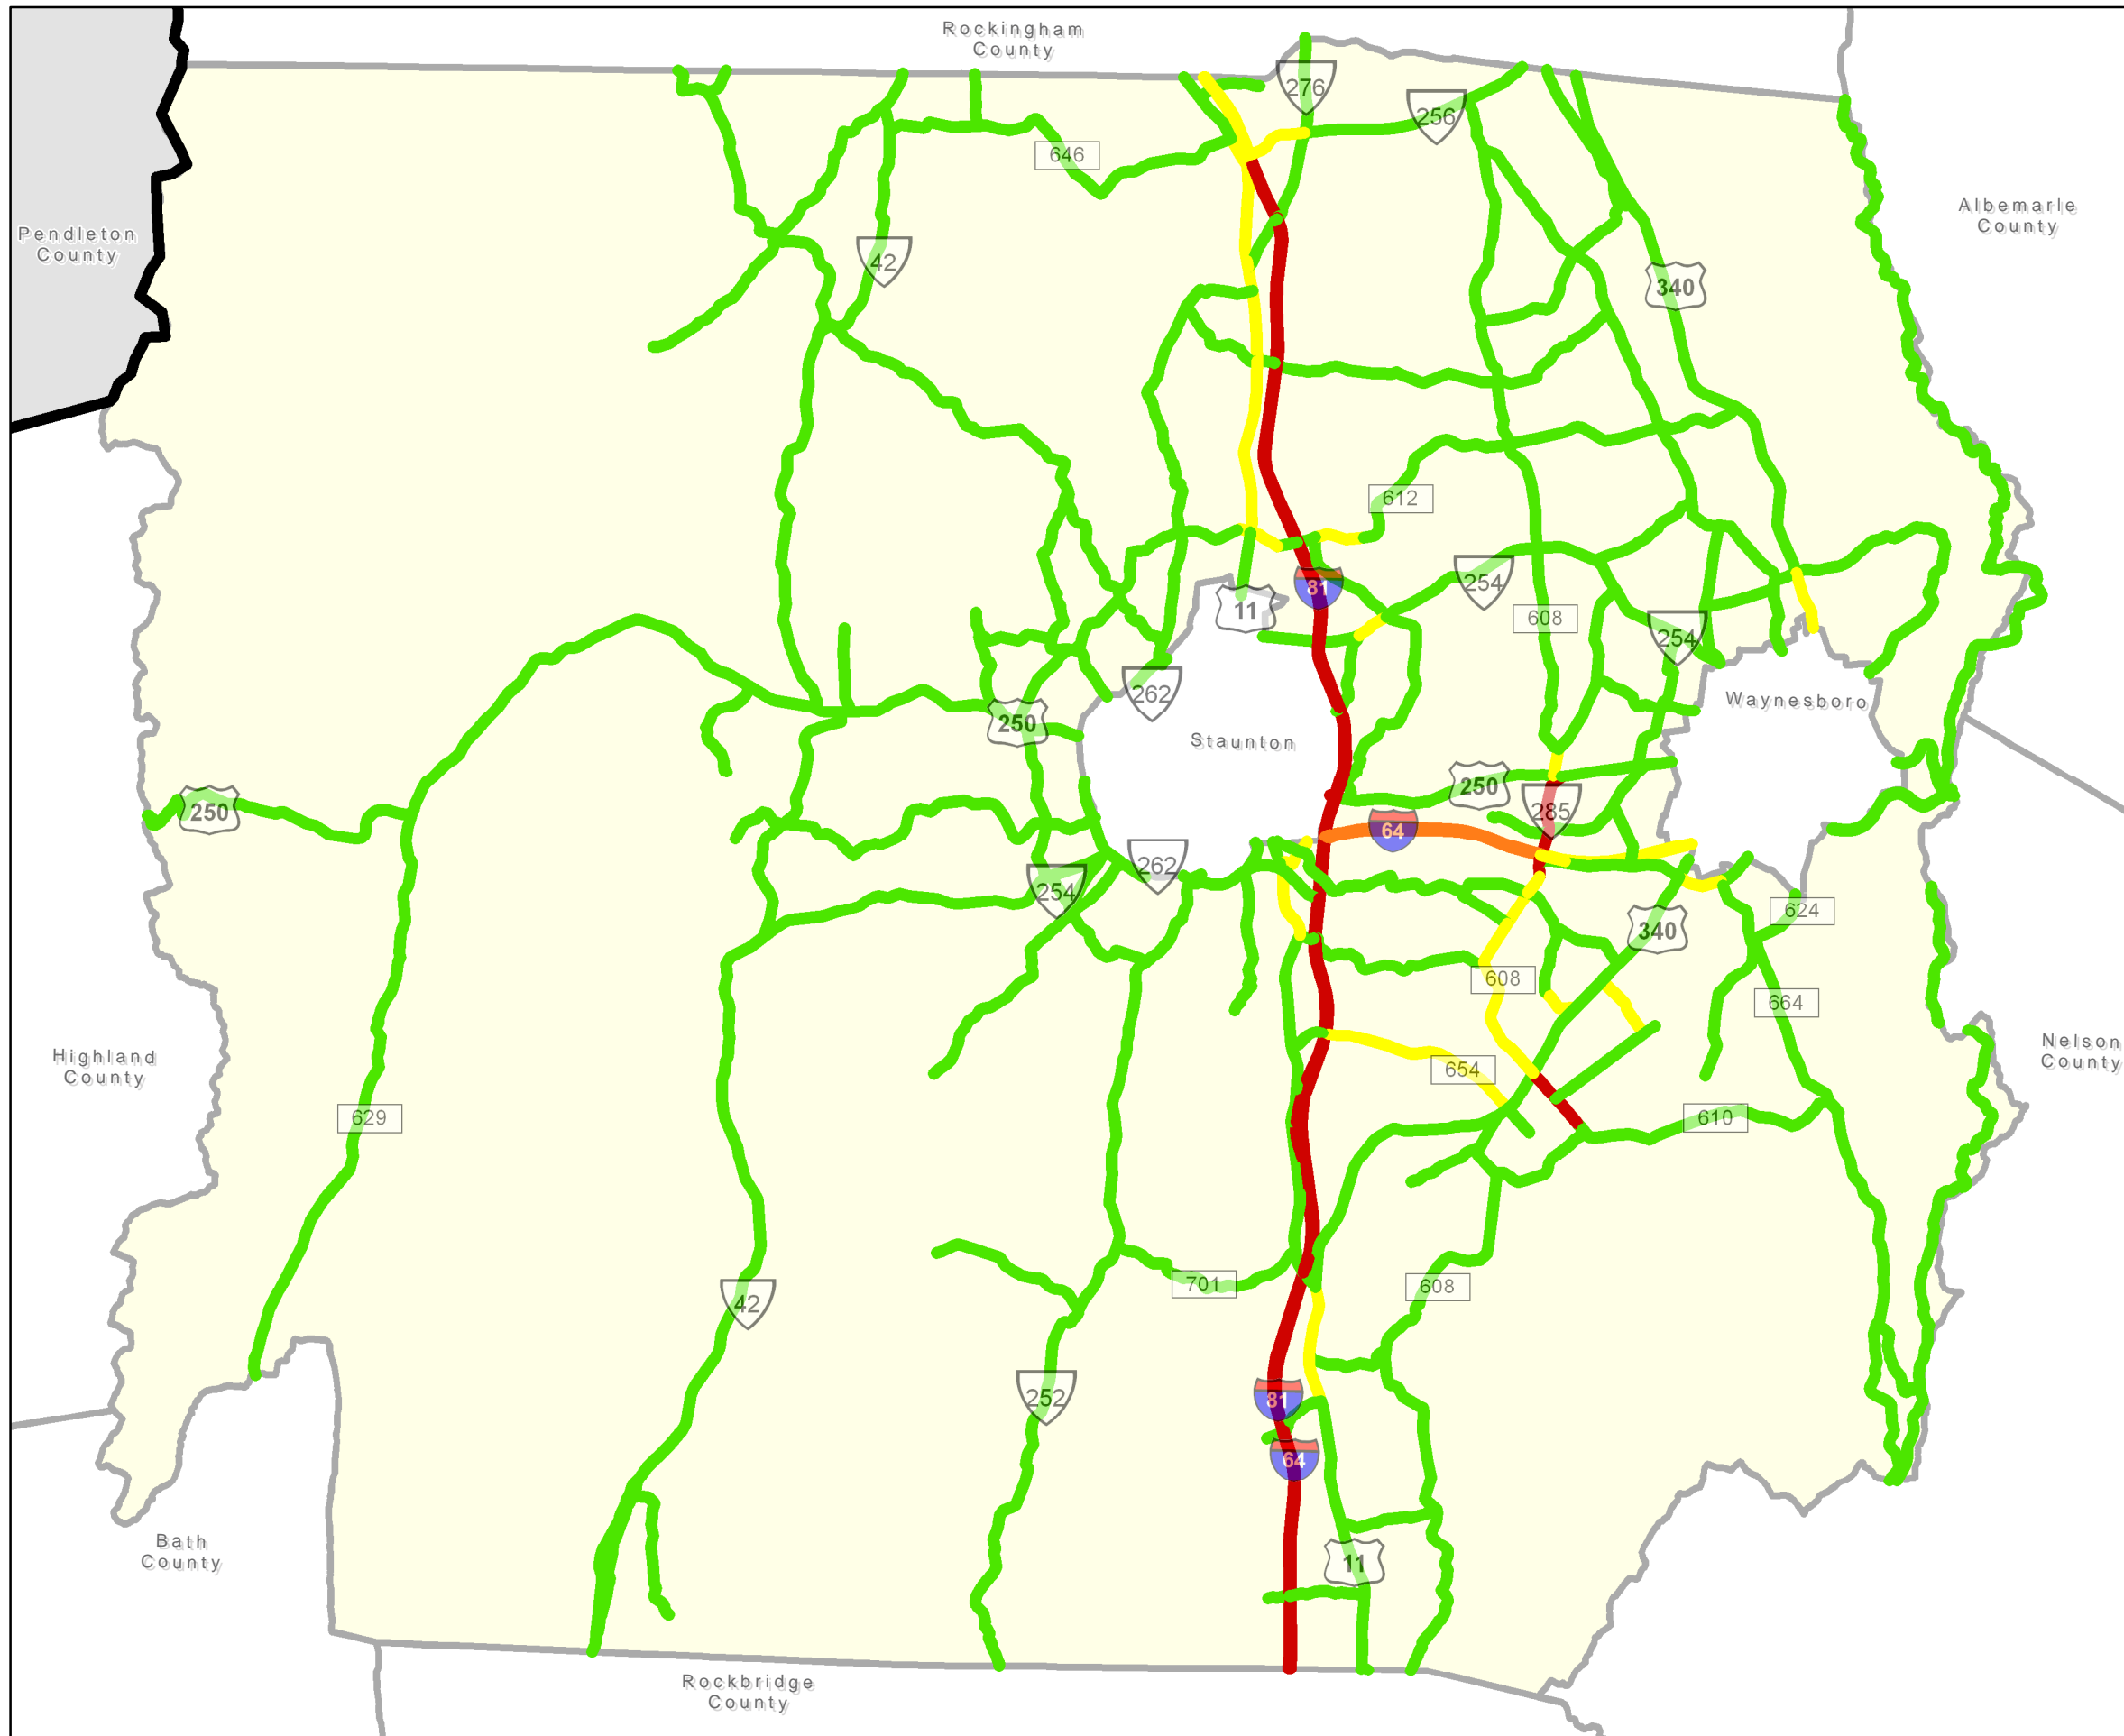 Rockingham
County
276
256
646
Albemarle
County
Pendleton
County
42
340
612
81
254
11
608
254
262
Waynesboro
250
Staunton
250
250
285
64
262
254
624
340
608
664
Highland
County
Nelson
County
654
629
610
701
608
42
81
252
64
Bath
County
11
Rockbridge
County